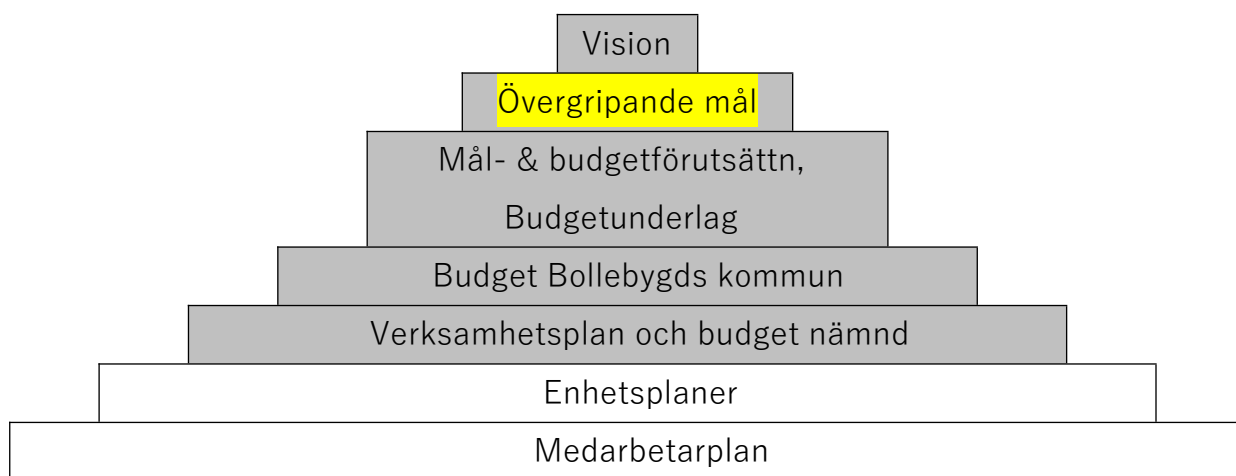 Vision
Övergripande mål
Mål- & budgetförutsättn,
Budgetunderlag
Budget Bollebygds kommun
Verksamhetsplan och budget nämnd
Enhetsplaner
Medarbetarplan